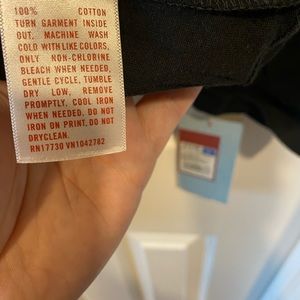 100% COTTON
TURN GARMENT INSIDE
OUT, MACHINE WASH
COLD WITH LIKE COLORS,
ONLY NON-CHLORINE
BLEACH WHEN NEEDED,
GENTLE CYCLE, TUMBLE
DRY LOW, REMOVE
PROMPTLY, COOL IRON
WHEN NEEDED, DO NOT
IRON ON PRINT, DO NOT
DRYCLEAN.
RN17730 VN1042782